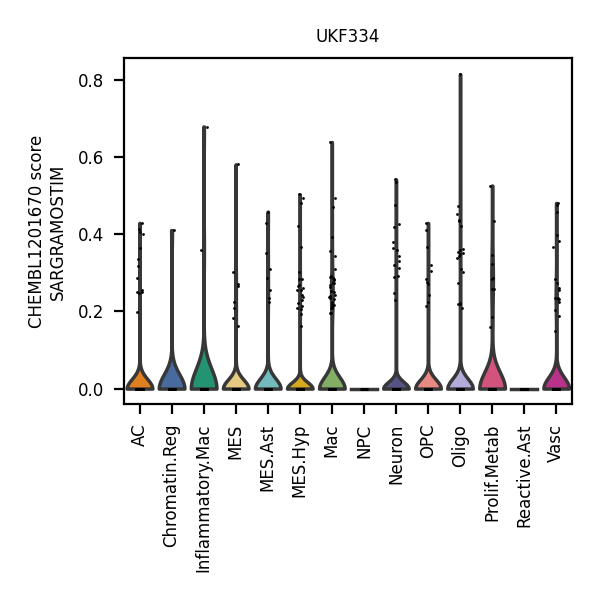 UKF334
CHEMBL1201670 score
SARGRAMOSTIM
0.8
0.6
0.4
0.2
0.0
AC
Chromatin.Reg
Inflammatory.Mac
MES
MES.Ast
MES.Hyp
Mac
NPC
Neuron
OPC
Oligo
Prolif.Metab
Reactive.Ast
Vasc